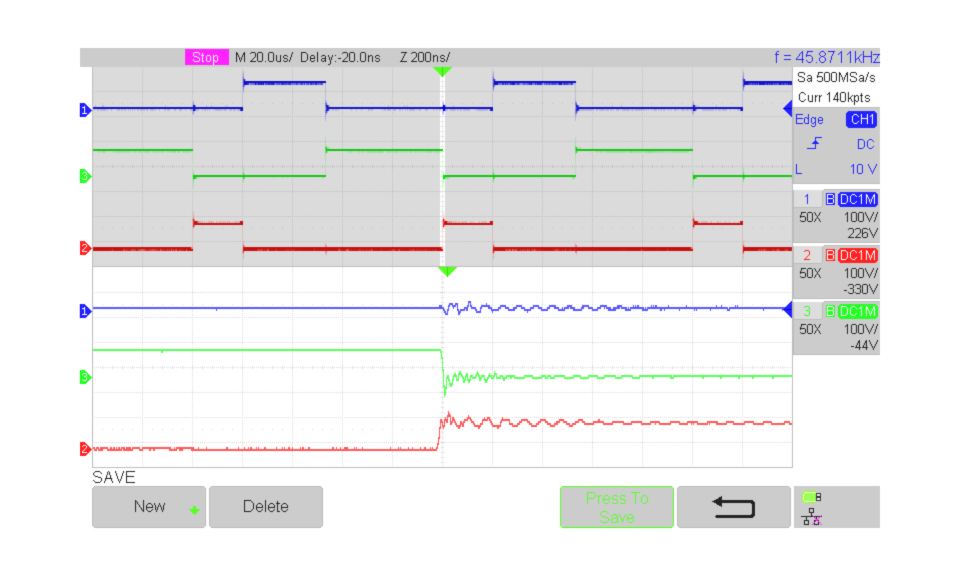 Stop M 20.0us/ Delay:-20.0ns Z 200ns/ f = 45.8711kHz
Sa 500MSa/s
Curr 140kpts
Edge CH1
DC
L 10 V
1 B DC1M
50X 100V/
226V
2 B DC1M
50X 100V/
-330V
3 B DC1M
50X 100V/
-44V
1
3
2
1
3
2
SAVE
New Delete Press To
Save